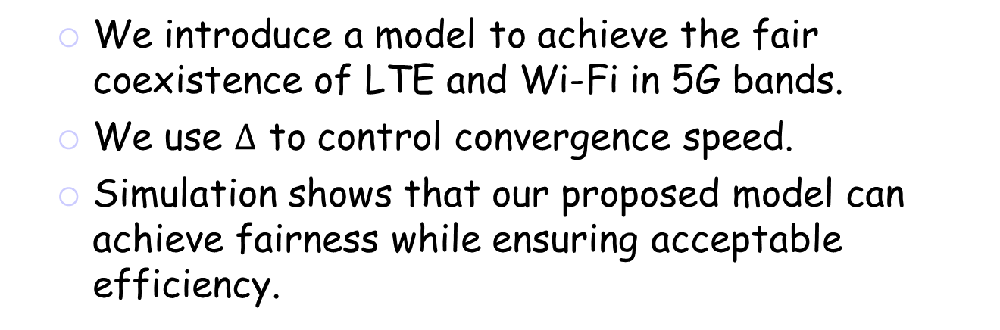 We introduce a model to achieve the fair
coexistence of LTE and Wi-Fi in 5G bands.
We use Δ to control convergence speed.
Simulation shows that our proposed model can
achieve fairness while ensuring acceptable
efficiency.